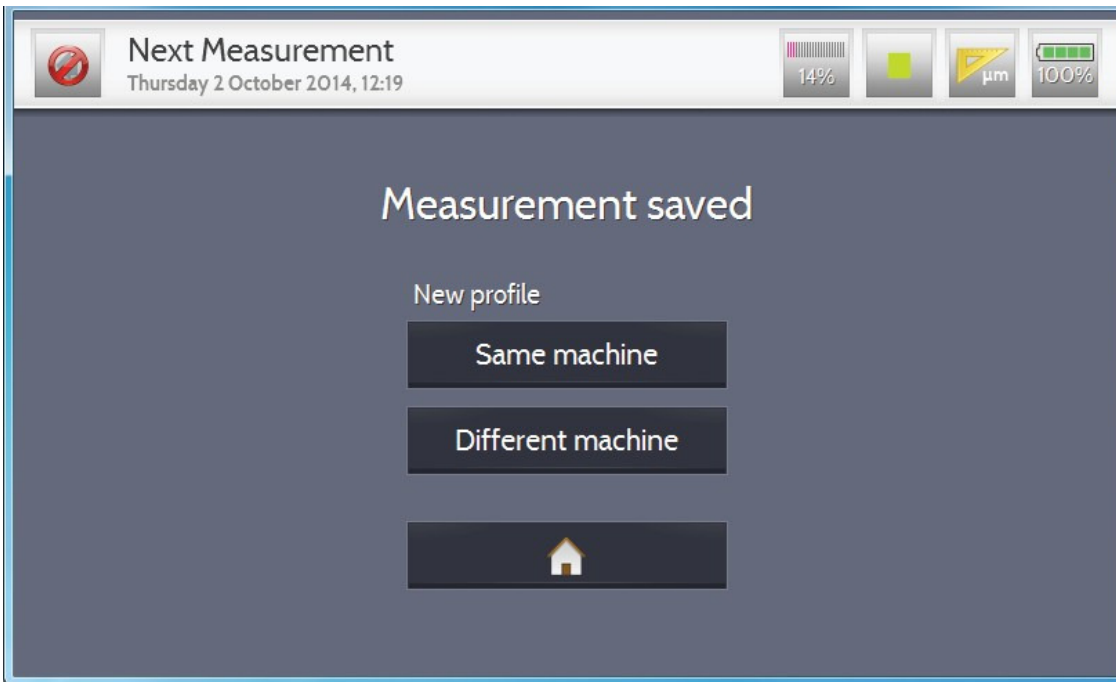 Next Measurement
Thursday 2 October 2014, 12:19
14%
µm
100%
Measurement saved
New profile
Same machine
Different machine